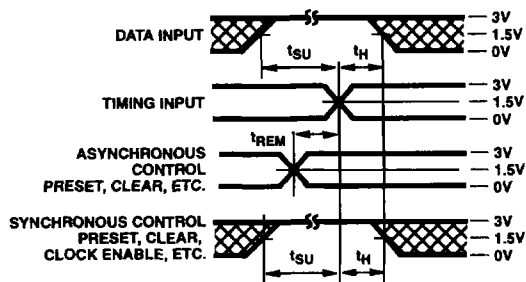 DATA INPUT
tSU
tH
3V
1.5V
0V
TIMING INPUT
3V
1.5V
0V
tREM
ASYNCHRONOUS
CONTROL
PRESET, CLEAR, ETC.
3V
1.5V
0V
SYNCHRONOUS CONTROL
PRESET, CLEAR,
CLOCK ENABLE, ETC.
tSU
tH
3V
1.5V
0V